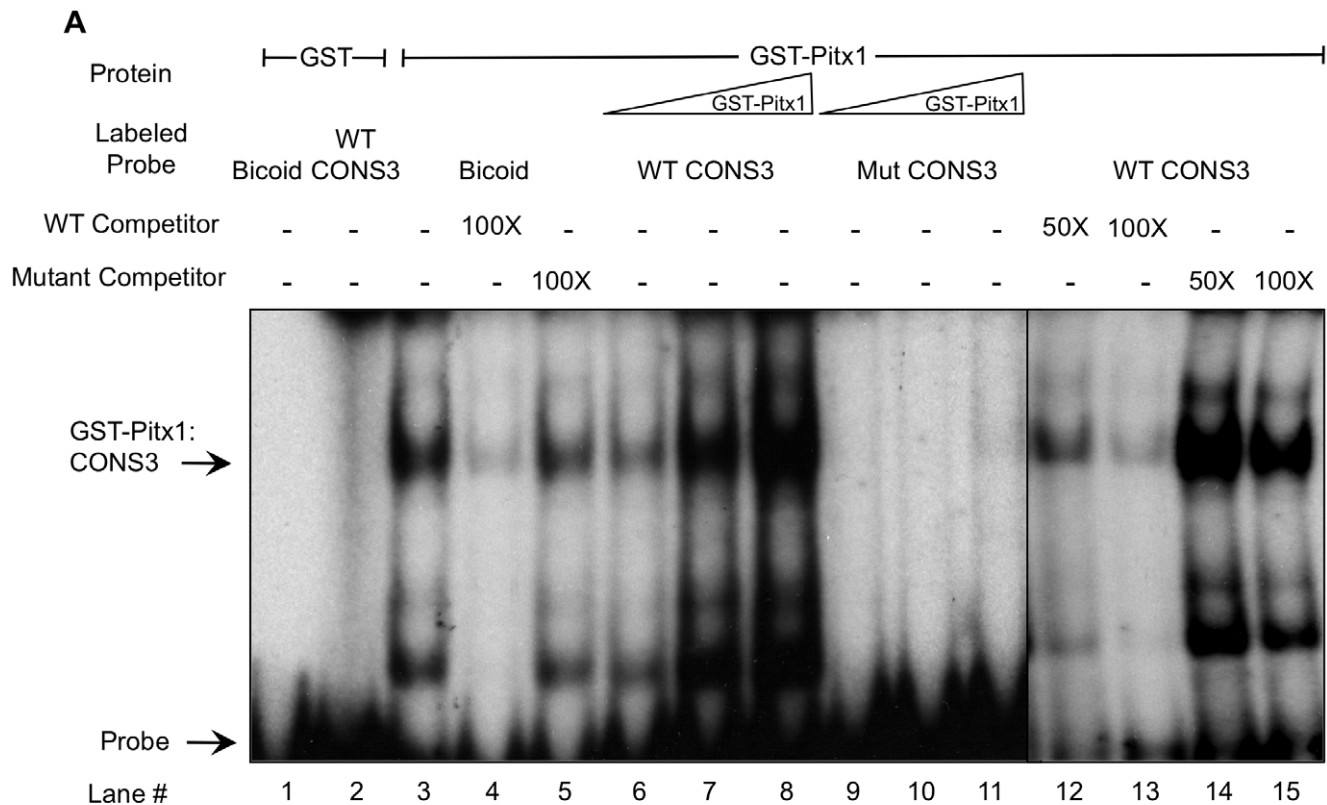 A
Protein
GST
GST-Pitx1
GST-Pitx1
GST-Pitx1
Labeled
Probe
Bicoid
WT
CONS3
Bicoid
WT CONS3
Mut CONS3
WT CONS3
WT Competitor - - - 100X - - - - - - - 50X 100X - -
Mutant Competitor - - - - 100X - - - - - - - - 50X 100X
GST-Pitx1:
CONS3
Probe
Lane # 1 2 3 4 5 6 7 8 9 10 11 12 13 14 15